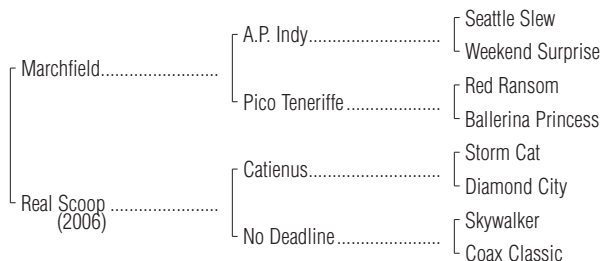 Seattle Slew
A.P. Indy
Weekend Surprise
Marchfield
Red Ransom
Pico Teneriffe
Ballerina Princess
Storm Cat
Catienus
Diamond City
Real Scoop
(2006)
Skywalker
No Deadline
Coax Classic